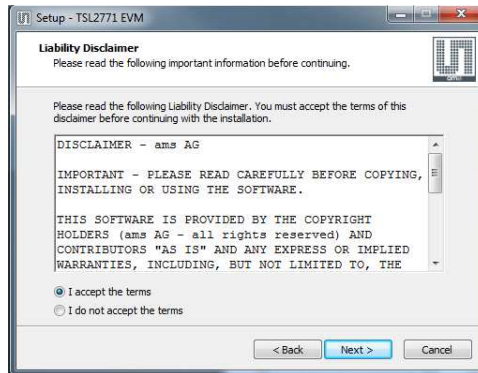 Setup - TSL2771 EVM
Liability Disclaimer
Please read the following important information before continuing.
Please read the following Liability Disclaimer. You must accept the terms of this
disclaimer before continuing with the installation.
DISCLAIMER - ams AG
IMPORTANT - PLEASE READ CAREFULLY BEFORE COPYING,
INSTALLING OR USING THE SOFTWARE.
THIS SOFTWARE IS PROVIDED BY THE COPYRIGHT
HOLDERS (ams AG - all rights reserved) AND
CONTRIBUTORS "AS IS" AND ANY EXPRESS OR IMPLIED
WARRANTIES, INCLUDING, BUT NOT LIMITED TO, THE
I accept the terms
I do not accept the terms
< Back
Next >
Cancel